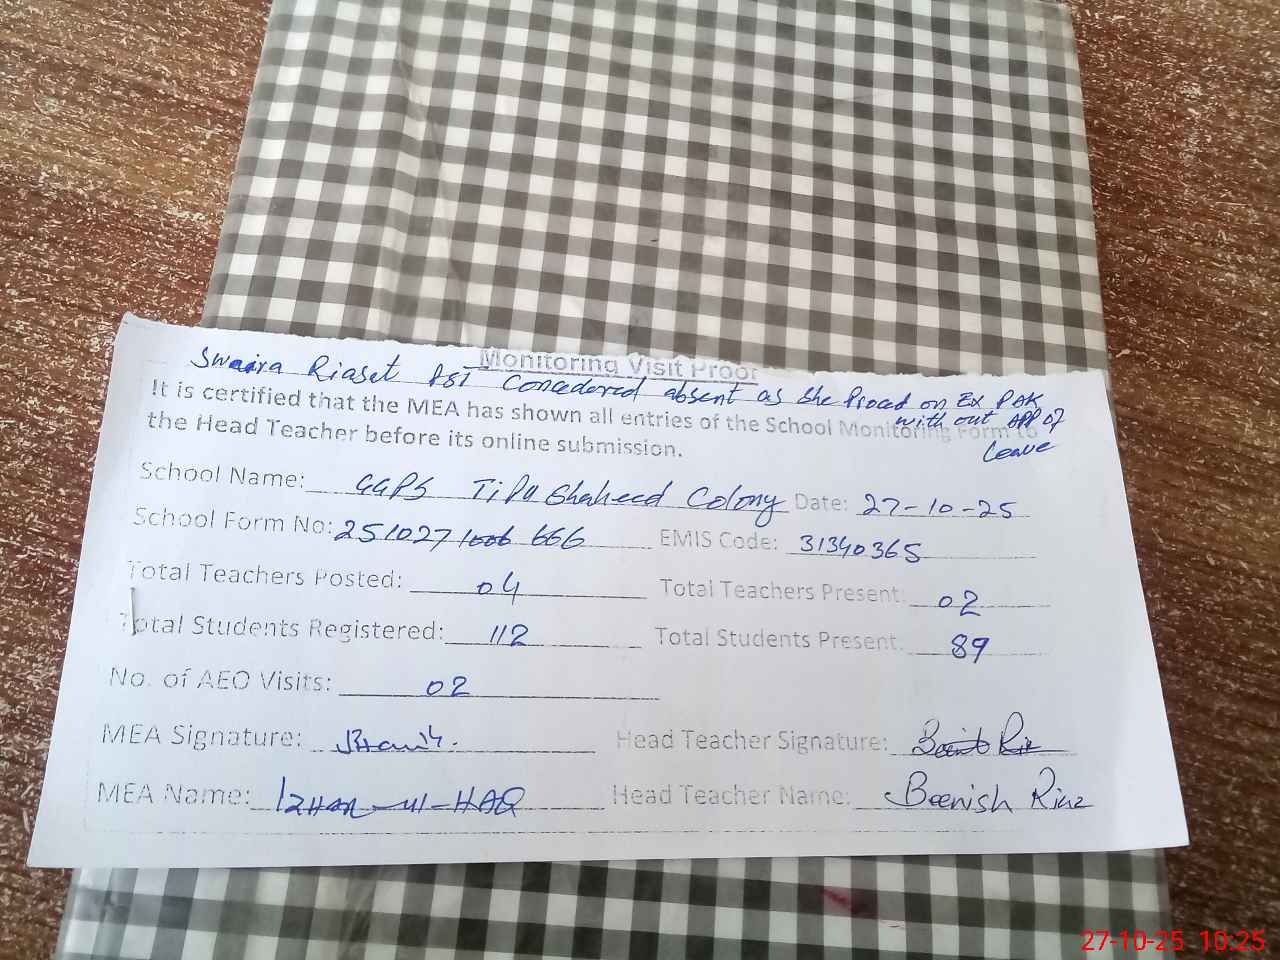 Monitoring Visit Proof
Swaira Riaset PST Concedered absent as She Proced on Ex PAK
with out APP of
Leave
It is certified that the MEA has shown all entries of the School Monitoring Form to
the Head Teacher before its online submission.
School Name: GGPS Tipu Shaheed Colony Date: 27-10-25
School Form No: 251027 1006 666 EMIS Code: 31340365
Total Teachers Posted: 04 Total Teachers Present: 02
Total Students Registered: 112 Total Students Present: 89
No. of AEO Visits: 02
MEA Signature: Head Teacher Signature:
MEA Name: Izhar-ul-HAQ Head Teacher Name: Beenish Riaz
27-10-25 10:25